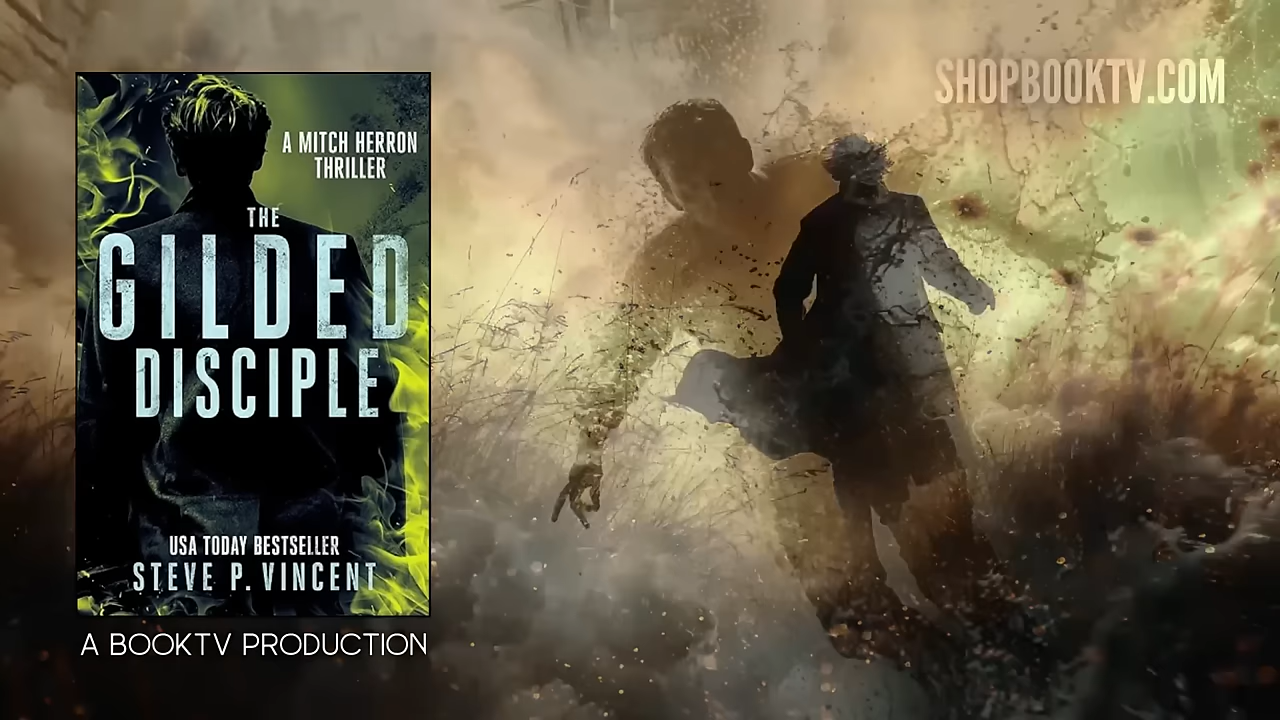 SHOPBOOKTV.COM
A MITCH HERRON
THRILLER
THE
GILDED
DISCIPLE
USA TODAY BESTSELLER
STEVE P. VINCENT
A BOOKTV PRODUCTION